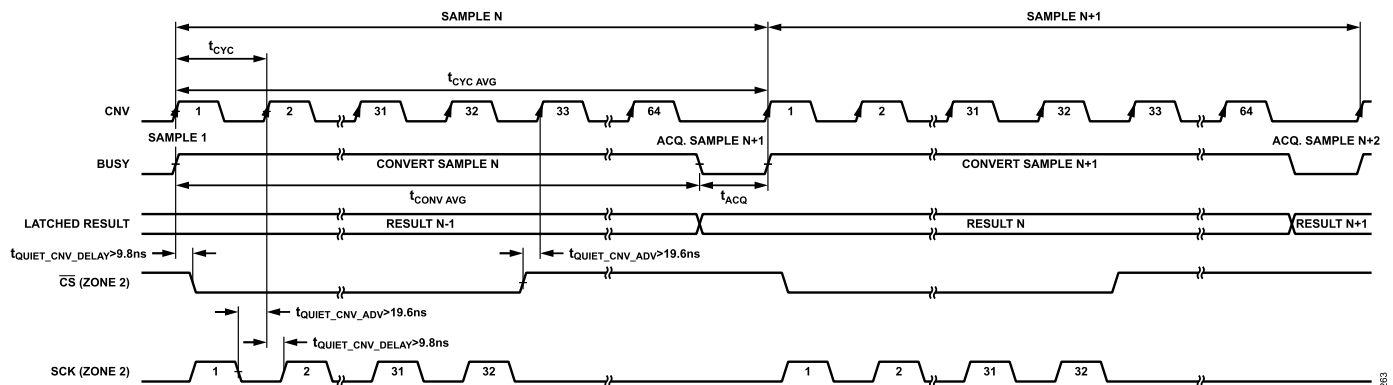 SAMPLE N
SAMPLE N+1
tCYC
tCYC AVG
CNV
1 2 31 32 33 64 1 2 31 32 33 64
SAMPLE 1
ACQ. SAMPLE N+1
ACQ. SAMPLE N+2
BUSY
CONVERT SAMPLE N
CONVERT SAMPLE N+1
tCONV AVG
tACQ
LATCHED RESULT
RESULT N-1
RESULT N
RESULT N+1
tQUIET_CNV_DELAY>9.8ns
tQUIET_CNV_ADV>19.6ns
CS (ZONE 2)
tQUIET_CNV_ADV>19.6ns
tQUIET_CNV_DELAY>9.8ns
SCK (ZONE 2)
1 2 31 32 1 2 31 32
263